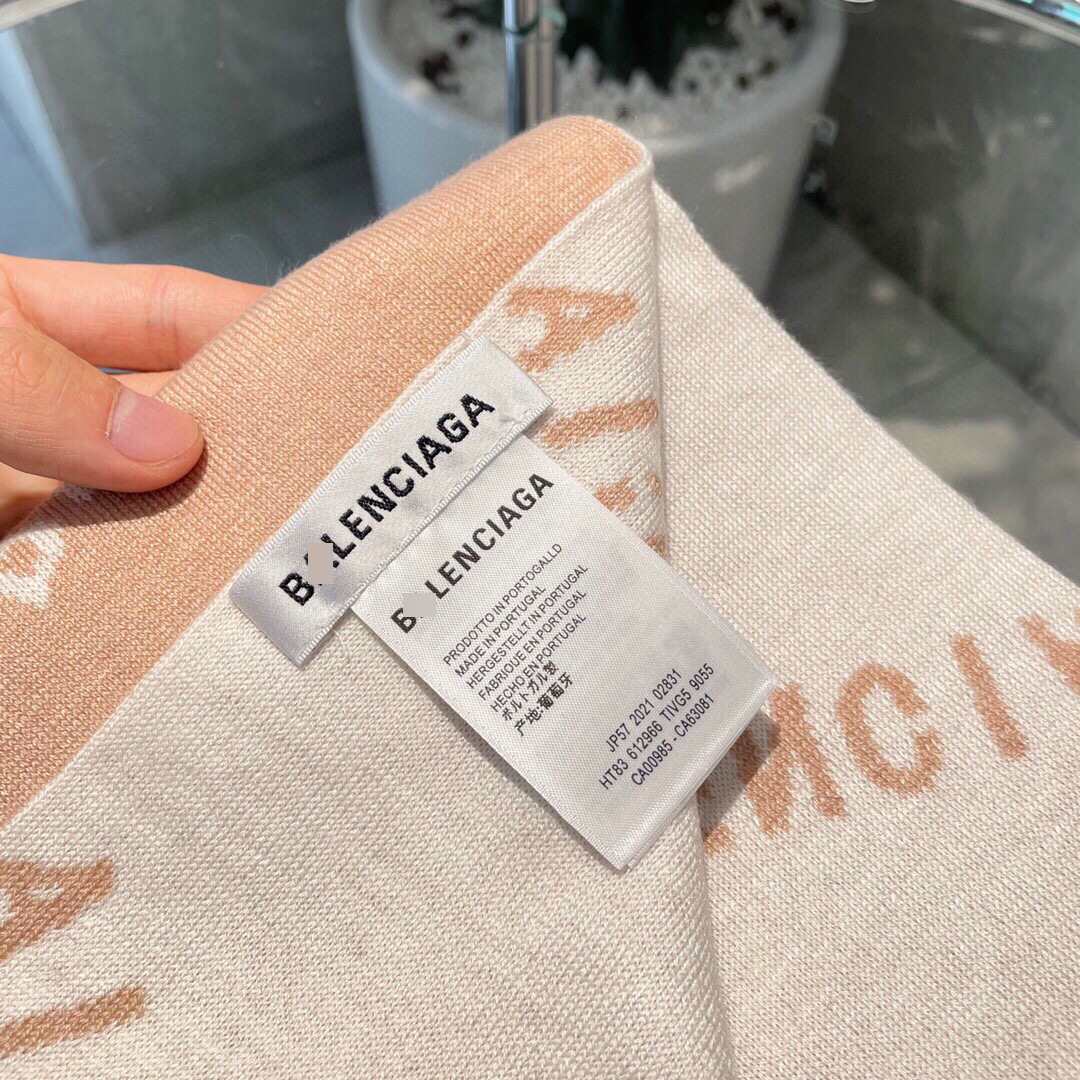 B LENCIAGA
B LENCIAGA
PRODOTTO IN PORTOGALLD
MADE IN PORTUGAL
HERGESTELLT IN PORTUGAL
FABRIQUE EN PORTUGAL
HECHO EN PORTUGAL
ポルトガル製
产地:葡萄牙
JP57 2021 02831
HT83 612966 TIVG5 9055
CA00985 - CA63081
NCI